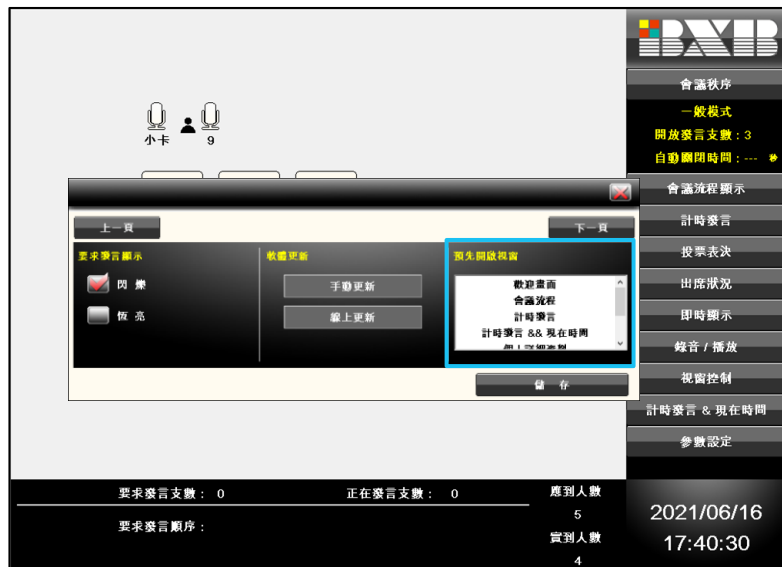 BXB
會議秩序
一般模式
開放發言支數：3
自動關閉時間：---
會議流程顯示
計時發言
投票表決
出席狀況
即時顯示
錄音 / 播放
視窗控制
計時發言 & 現在時間
參數設定
小卡
9
上一頁
下一頁
要求發言顯示
閃爍
恆亮
軟體更新
手動更新
線上更新
預先開啟視窗
歡迎畫面
會議流程
計時發言
計時發言 && 現在時間
儲存
要求發言支數： 0
正在發言支數： 0
要求發言順序：
應到人數
5
實到人數
4
2021/06/16
17:40:30